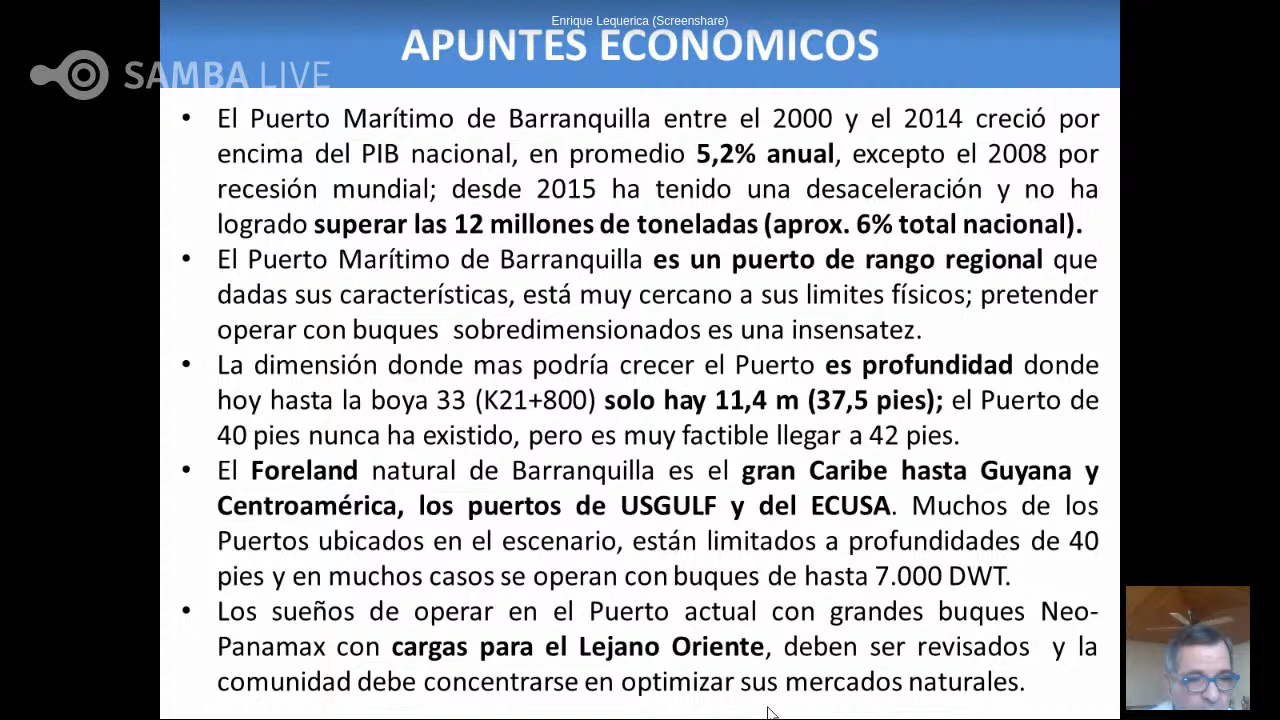 Enrique Lequerica (Screenshare)
APUNTES ECONOMICOS
SAMBA LIVE
• El Puerto Marítimo de Barranquilla entre el 2000 y el 2014 creció por
encima del PIB nacional, en promedio 5,2% anual, excepto el 2008 por
recesión mundial; desde 2015 ha tenido una desaceleración y no ha
logrado superar las 12 millones de toneladas (aprox. 6% total nacional).
• El Puerto Marítimo de Barranquilla es un puerto de rango regional que
dadas sus características, está muy cercano a sus limites físicos; pretender
operar con buques sobredimensionados es una insensatez.
• La dimensión donde mas podría crecer el Puerto es profundidad donde
hoy hasta la boya 33 (K21+800) solo hay 11,4 m (37,5 pies); el Puerto de
40 pies nunca ha existido, pero es muy factible llegar a 42 pies.
• El Foreland natural de Barranquilla es el gran Caribe hasta Guyana y
Centroamérica, los puertos de USGULF y del ECUSA. Muchos de los
Puertos ubicados en el escenario, están limitados a profundidades de 40
pies y en muchos casos se operan con buques de hasta 7.000 DWT.
• Los sueños de operar en el Puerto actual con grandes buques Neo-
Panamax con cargas para el Lejano Oriente, deben ser revisados y la
comunidad debe concentrarse en optimizar sus mercados naturales.